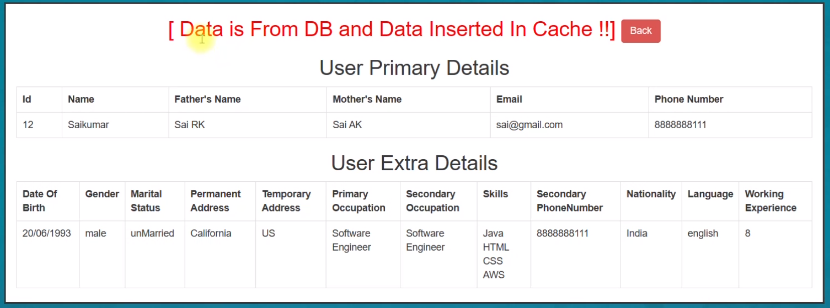 [ Data is From DB and Data Inserted In Cache !!] Back
User Primary Details
Id Name Father's Name Mother's Name Email Phone Number
12 Saikumar Sai RK Sai AK sai@gmail.com 8888888111
User Extra Details
Date Of Gender Marital Permanent Temporary Primary Secondary Skills Secondary Nationality Language Working
Birth Status Address Address Occupation Occupation PhoneNumber Experience
20/06/1993 male unMarried California US Software Software Java 8888888111 India english 8
Engineer Engineer HTML
CSS
AWS